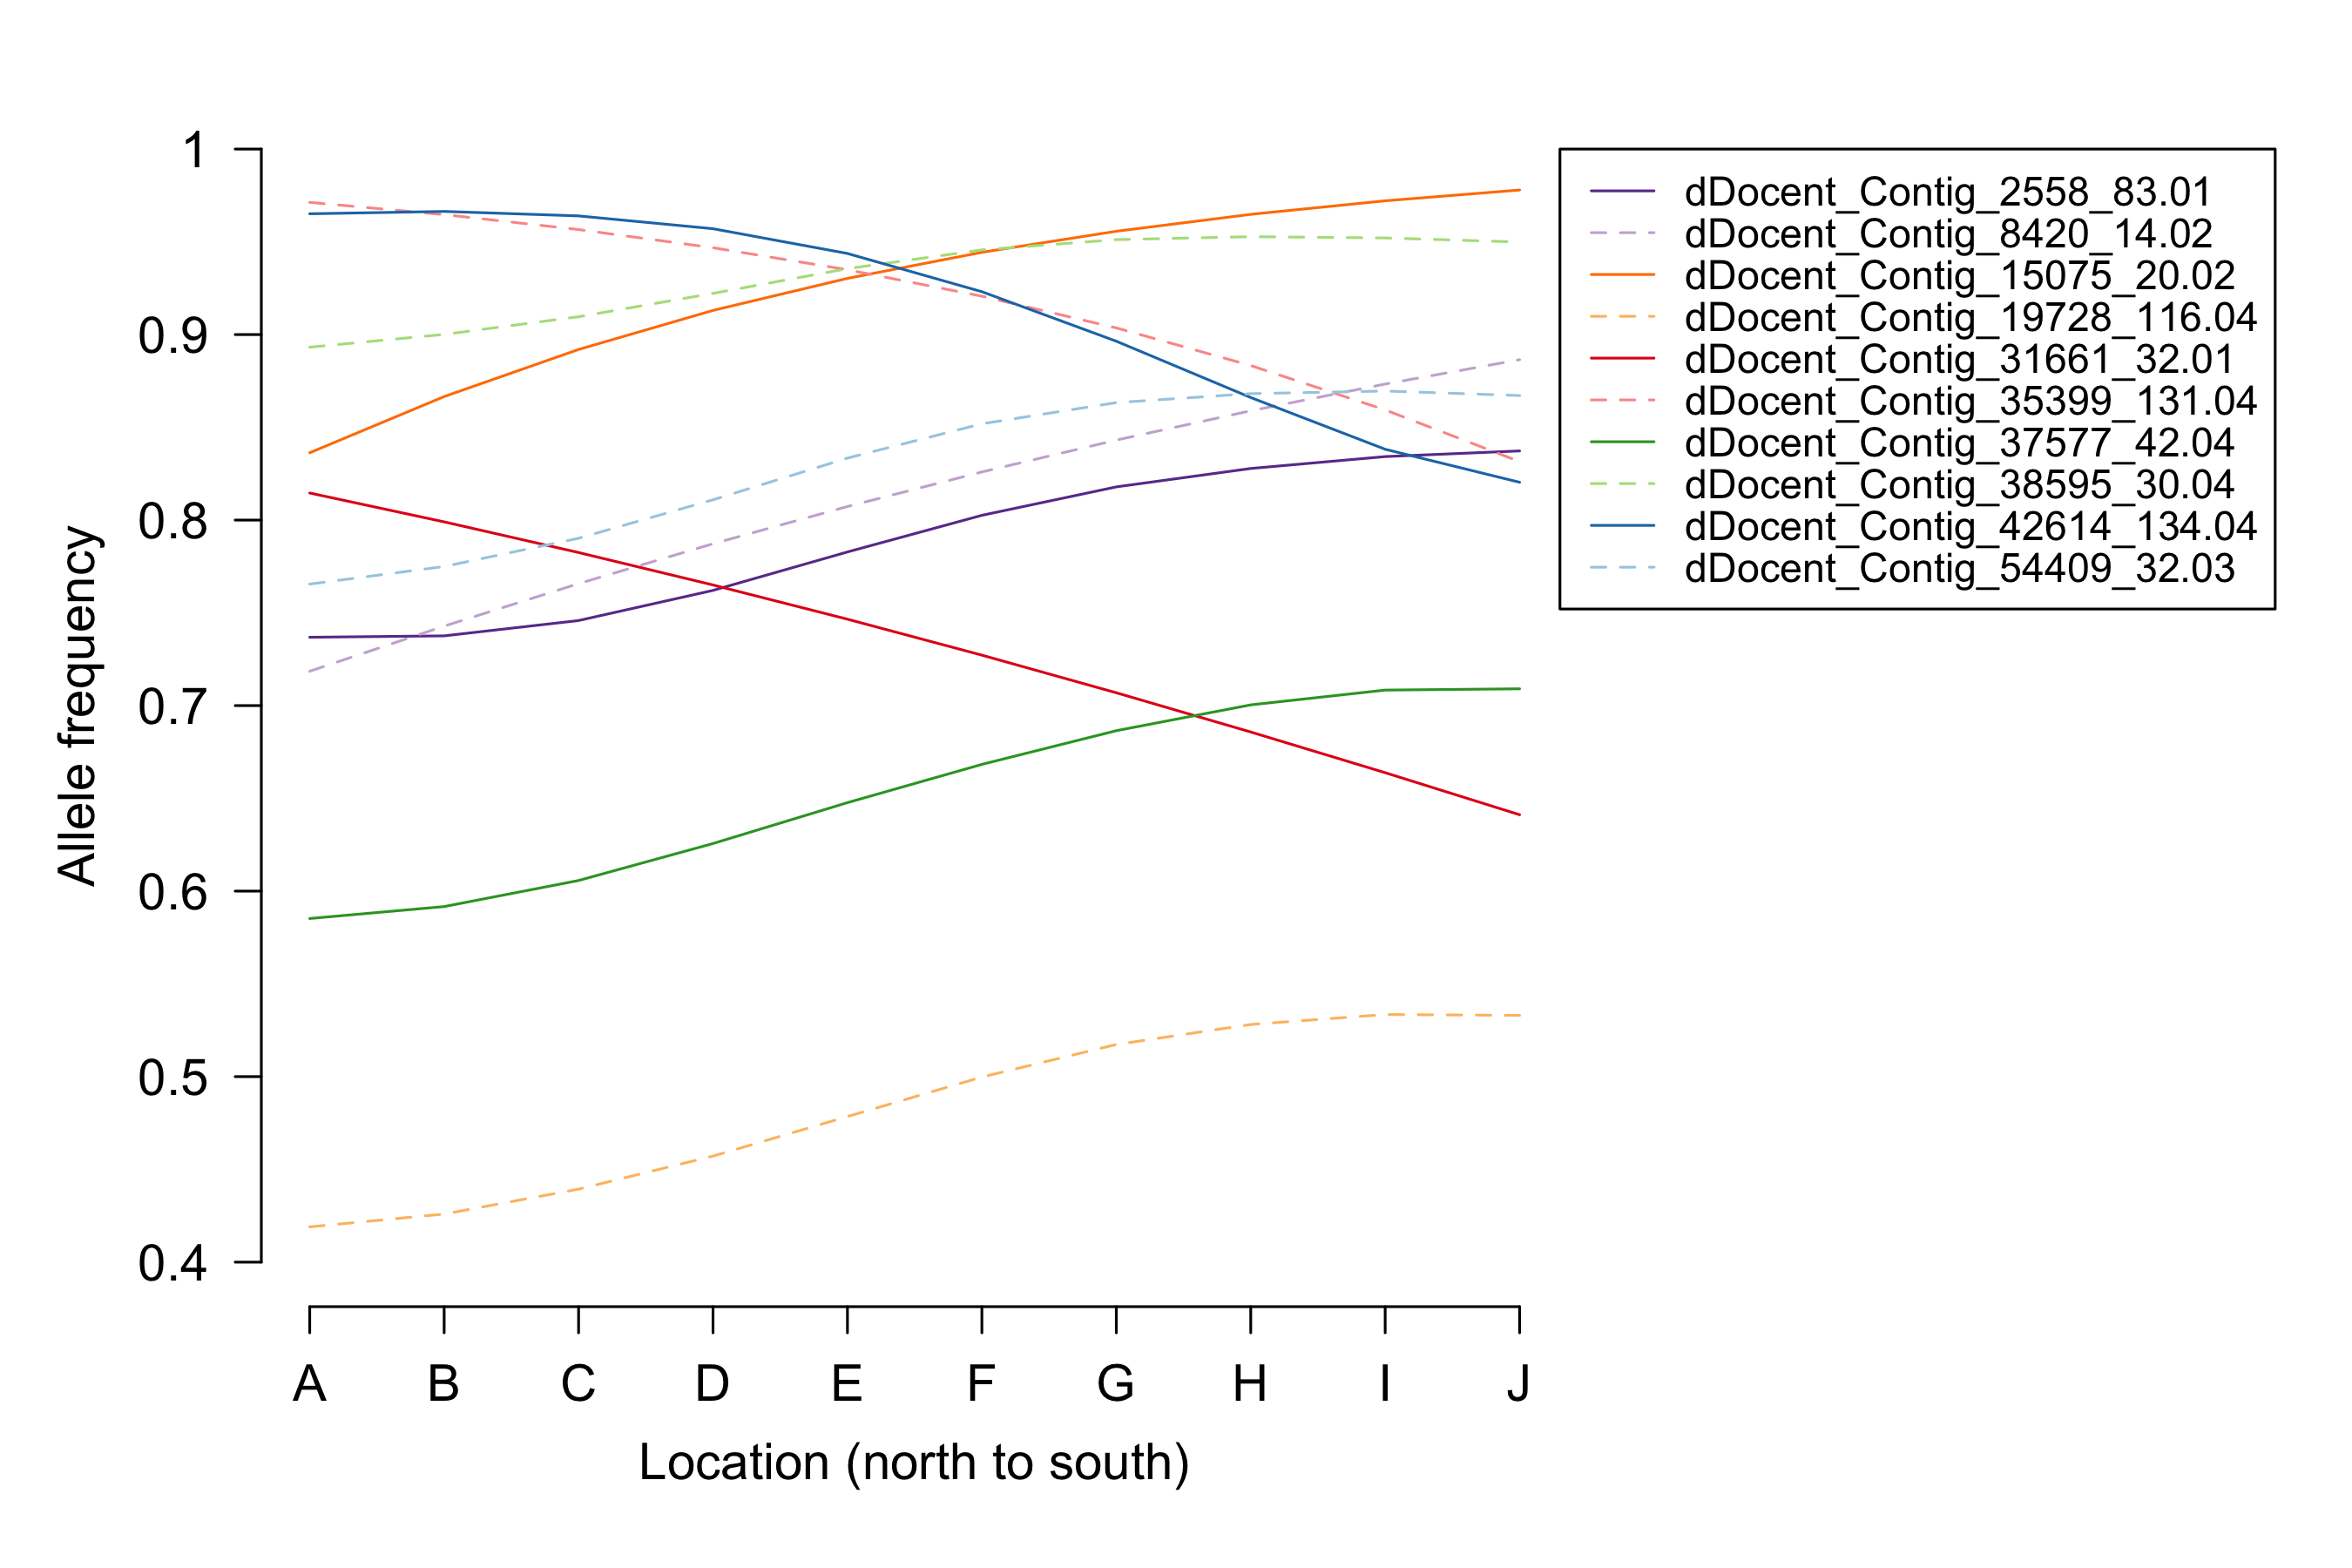 1
0.9
0.8
0.7
0.6
0.5
0.4
Allele frequency
A B C D E F G H I J
Location (north to south)
dDocent_Contig_2558_83.01
dDocent_Contig_8420_14.02
dDocent_Contig_15075_20.02
dDocent_Contig_19728_116.04
dDocent_Contig_31661_32.01
dDocent_Contig_35399_131.04
dDocent_Contig_37577_42.04
dDocent_Contig_38595_30.04
dDocent_Contig_42614_134.04
dDocent_Contig_54409_32.03